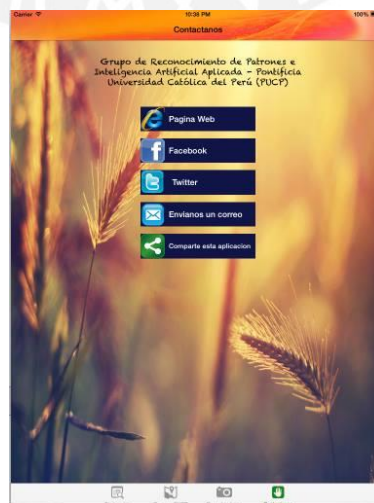 Carrier
10:38 PM
100%
Contactanos
Grupo de Reconocimiento de Patrones e
Inteligencia Artificial Aplicada - Pontificia
Universidad Católica del Perú (PUCP)
Pagina Web
Facebook
Twitter
Envianos un correo
Comparte esta aplicacion